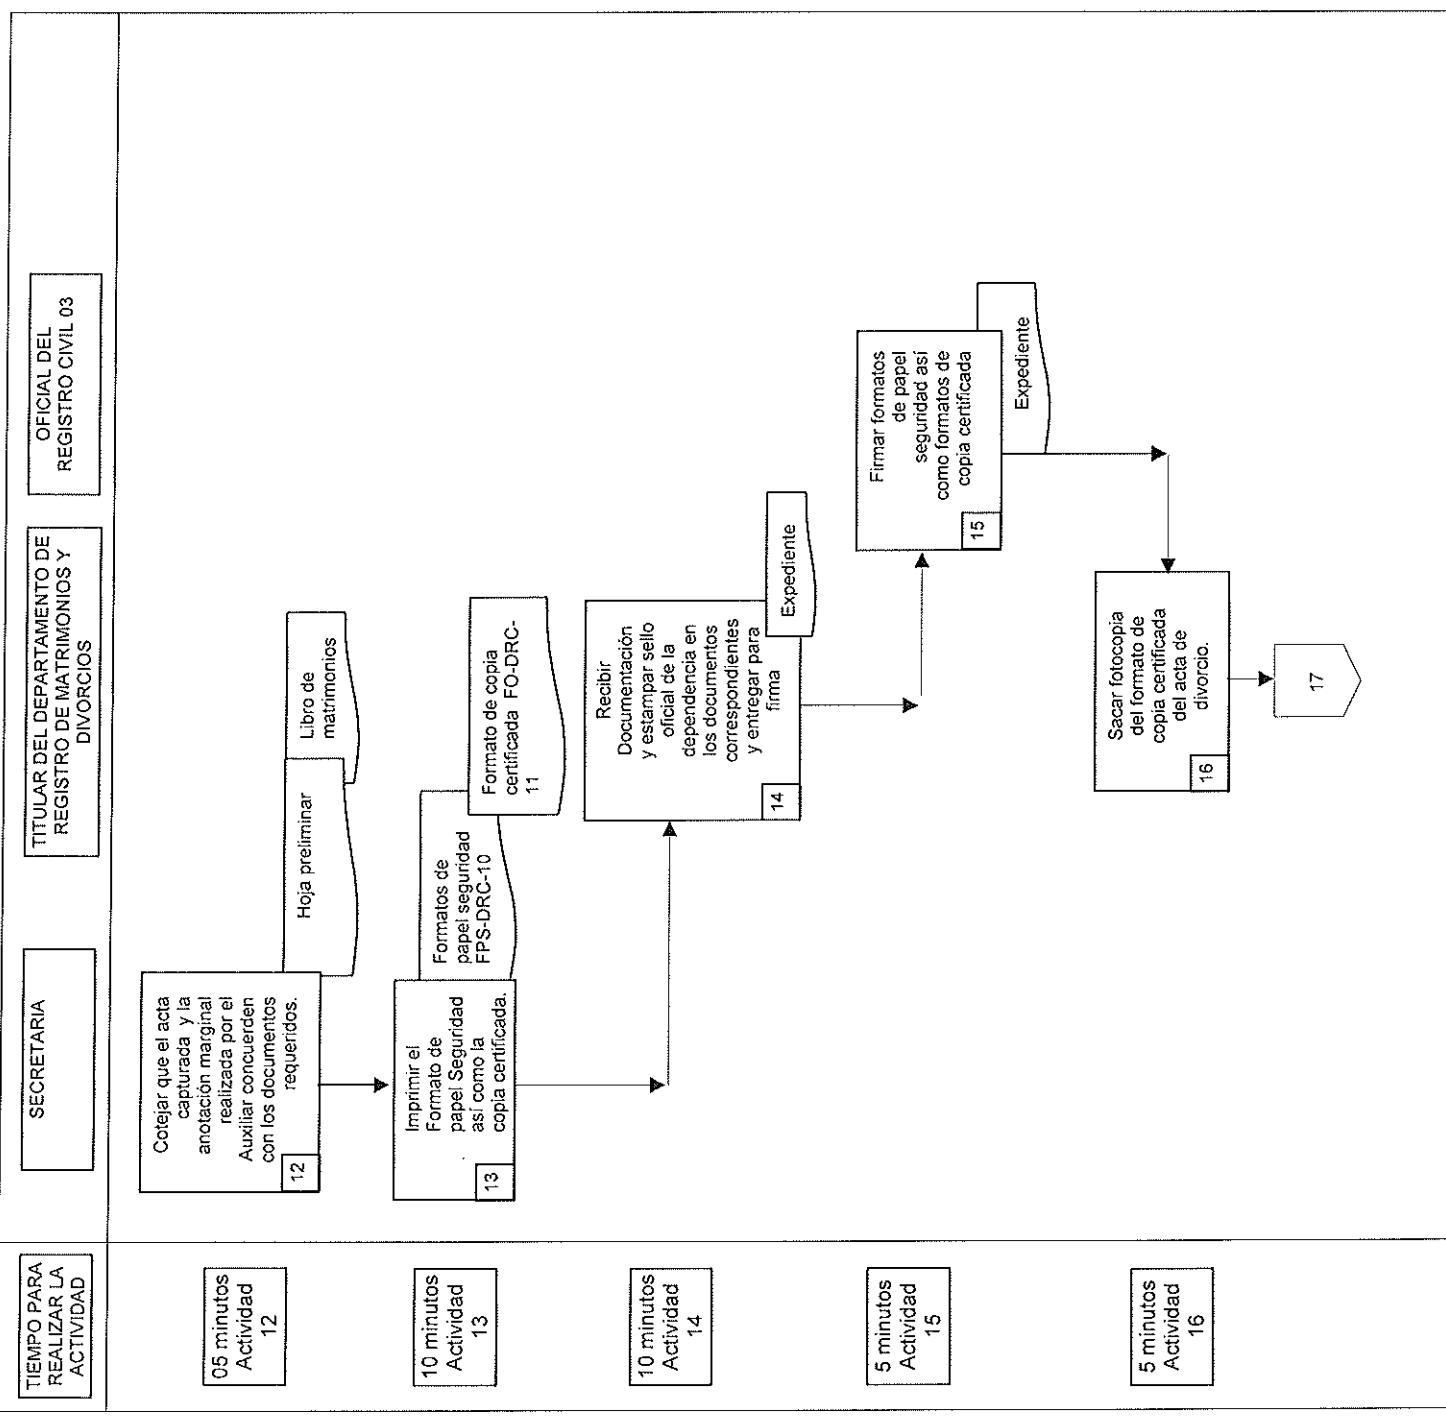 TIEMPO PARA
REALIZAR LA
ACTIVIDAD
SECRETARIA
TITULAR DEL DEPARTAMENTO DE
REGISTRO DE MATRIMONIOS Y
DIVORCIOS
OFICIAL DEL
REGISTRO CIVIL 03
05 minutos
Actividad
12
Cotejar que el acta
capturada y la
anotación marginal
realizada por el
Auxiliar concuerden
con los documentos
requeridos.
12
Hoja preliminar
Libro de
matrimonios
10 minutos
Actividad
13
Imprimir el
Formato de
papel Seguridad
así como la
copia certificada.
13
Formatos de
papel seguridad
FPS-DRC-10
Formato de copia
certificada FO-DRC-
11
10 minutos
Actividad
14
Recibir
Documentación
y estampar sello
oficial de la
dependencia en
los documentos
correspondientes
y entregar para
firma
14
Expediente
5 minutos
Actividad
15
Firmar formatos
de papel
seguridad así
como formatos de
copia certificada
15
Expediente
5 minutos
Actividad
16
Sacar fotocopia
del formato de
copia certificada
del acta de
divorcio.
16
17